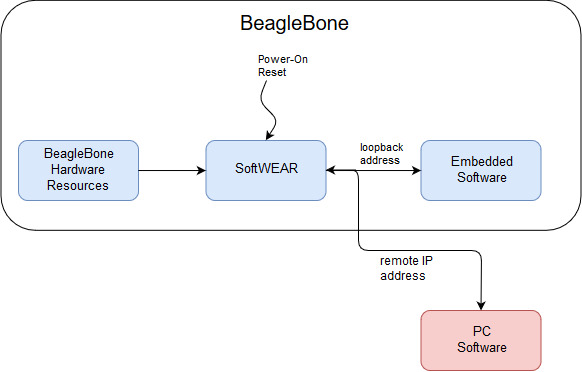 BeagleBone
Power-On
Reset
BeagleBone
Hardware
Resources
SoftWEAR
loopback
address
Embedded
Software
remote IP
address
PC
Software